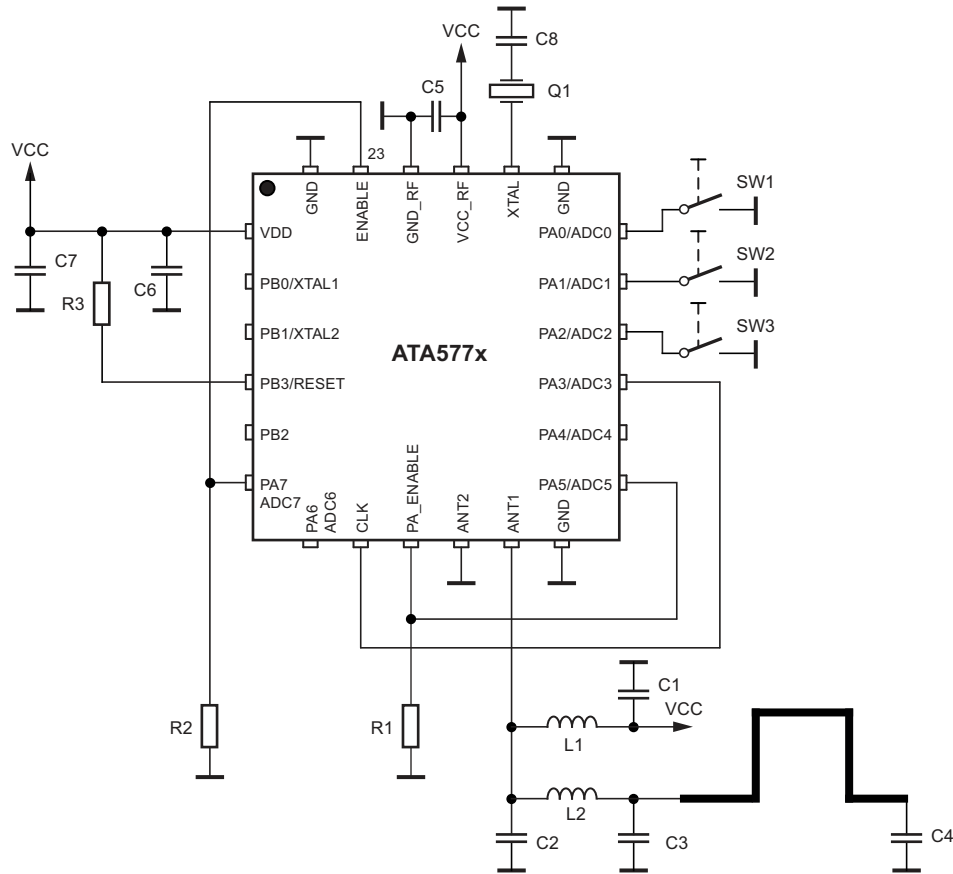 VCC
C8
C5
Q1
23
VCC
GND
ENABLE
GND_RF
VCC_RF
XTAL
GND
SW1
VDD
PA0/ADC0
C7
C6
R3
PB0/XTAL1
PA1/ADC1
SW2
PB1/XTAL2
PA2/ADC2
SW3
ATA577x
PB3/RESET
PA3/ADC3
PB2
PA4/ADC4
PA7
ADC7
PA5/ADC5
PA6
ADC6
CLK
PA_ENABLE
ANT2
ANT1
GND
C1
VCC
R2
R1
L1
L2
C2
C3
C4